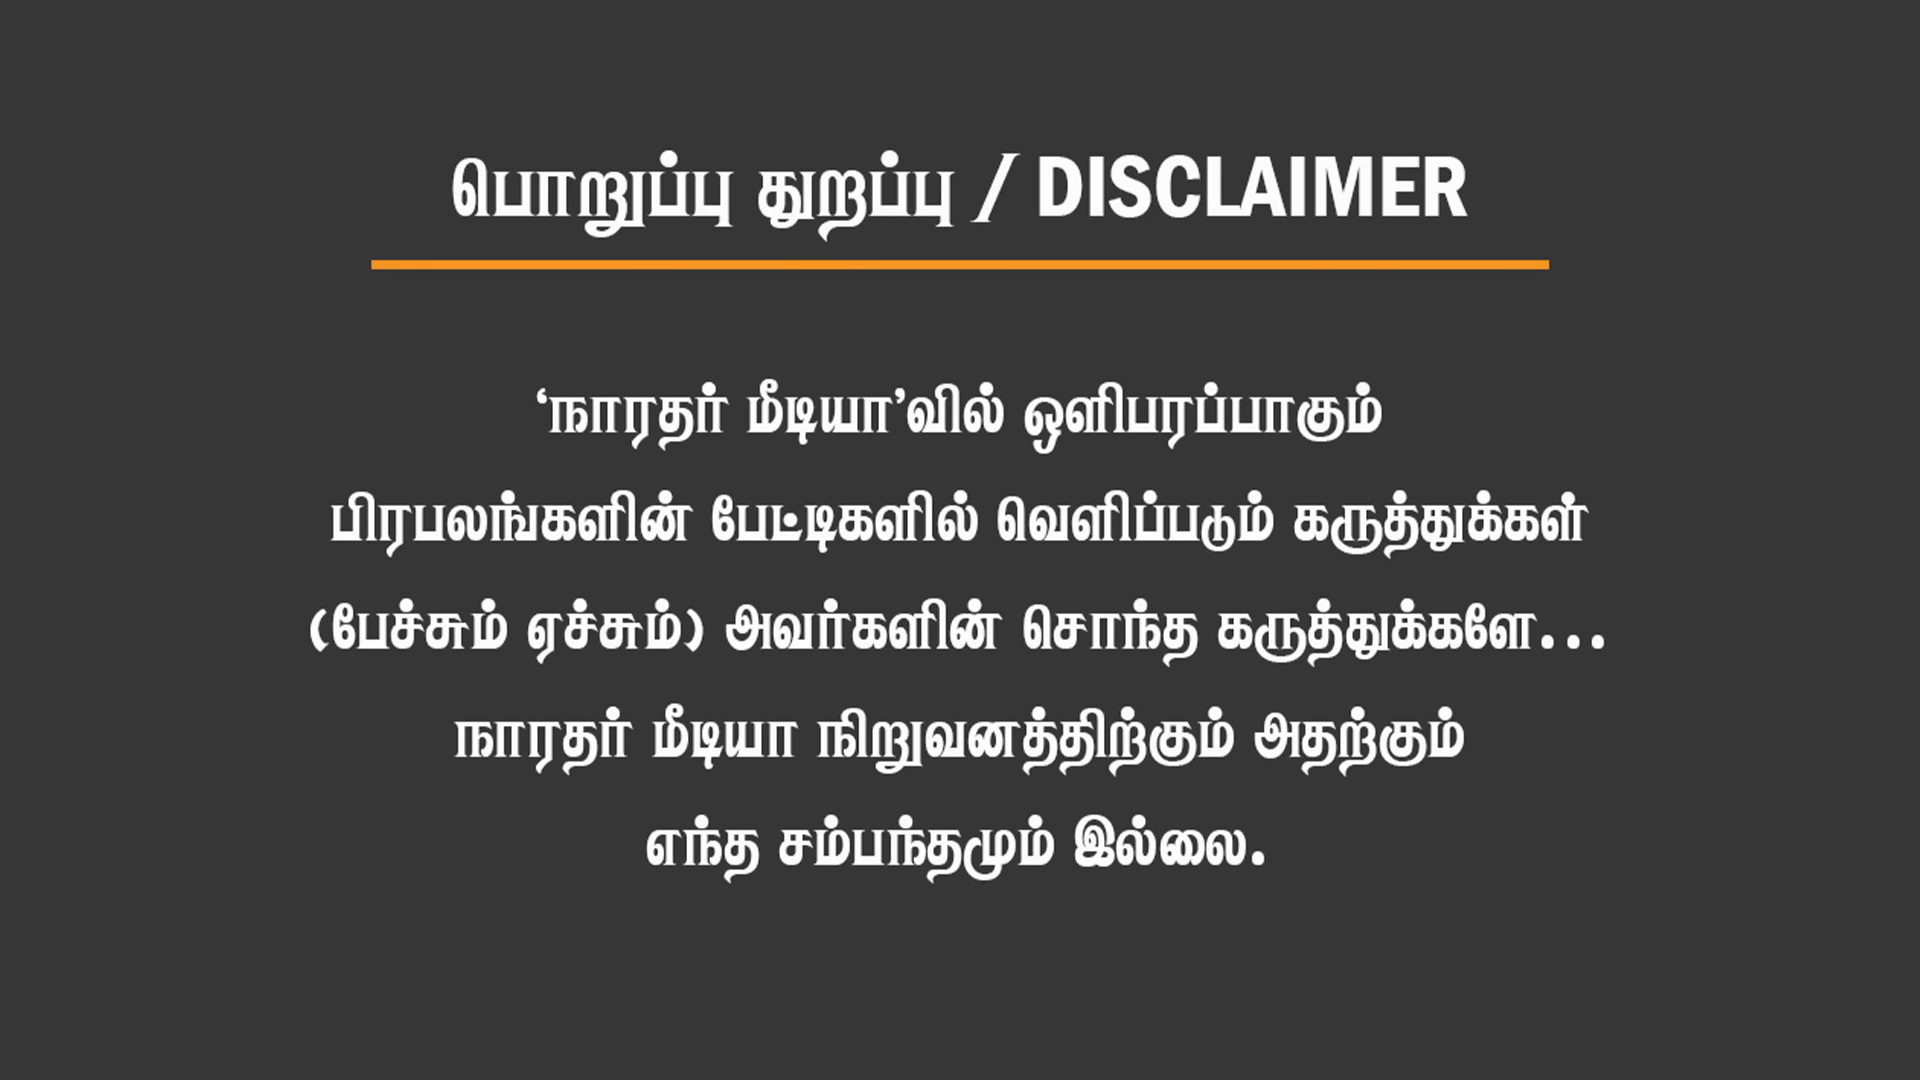 பொறுப்பு துறப்பு / DISCLAIMER
‘நாரதர் மீடியா’வில் ஒளிபரப்பாகும்
பிரபலங்களின் பேட்டிகளில் வெளிப்படும் கருத்துக்கள்
(பேச்சும் ஏச்சும்) அவர்களின் சொந்த கருத்துக்களே...
நாரதர் மீடியா நிறுவனத்திற்கும் அதற்கும்
எந்த சம்பந்தமும் இல்லை.